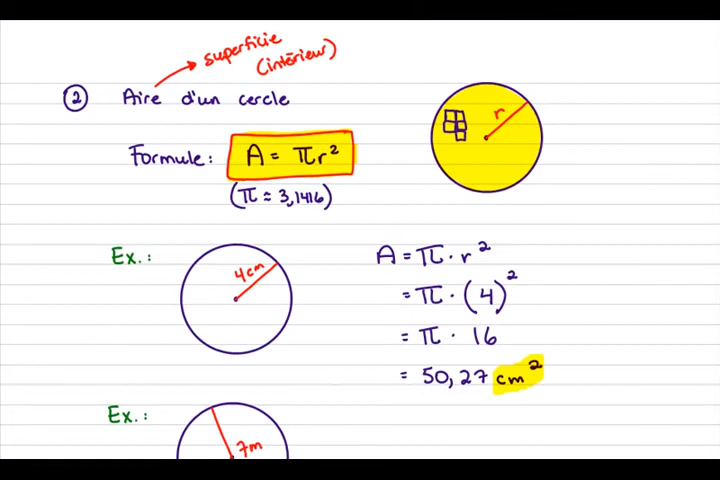 superficie
(intérieur)
② Aire d'un cercle
r
Formule: A = πr²
(π ≈ 3,1416)
Ex.:
4cm
A = π · r²
= π · (4)²
= π · 16
= 50,27 cm²
Ex.:
7m